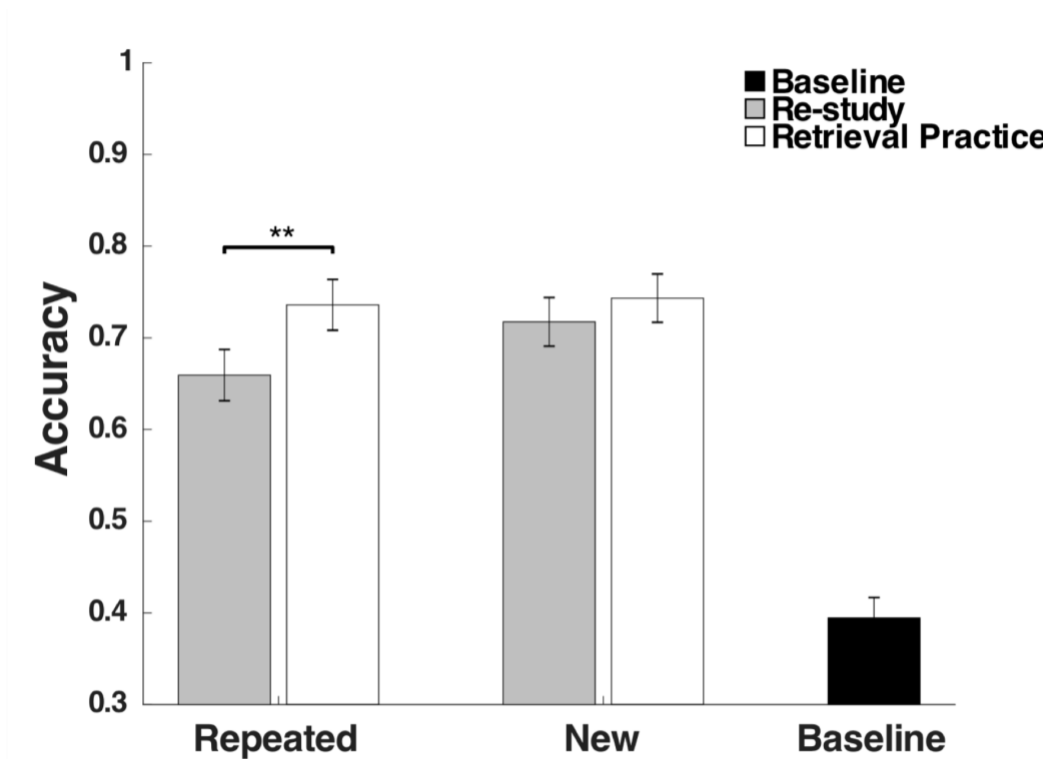 1
0.9
0.8
0.7
0.6
0.5
0.4
0.3
Accuracy
**
Baseline
Re-study
Retrieval Practice
Repeated
New
Baseline